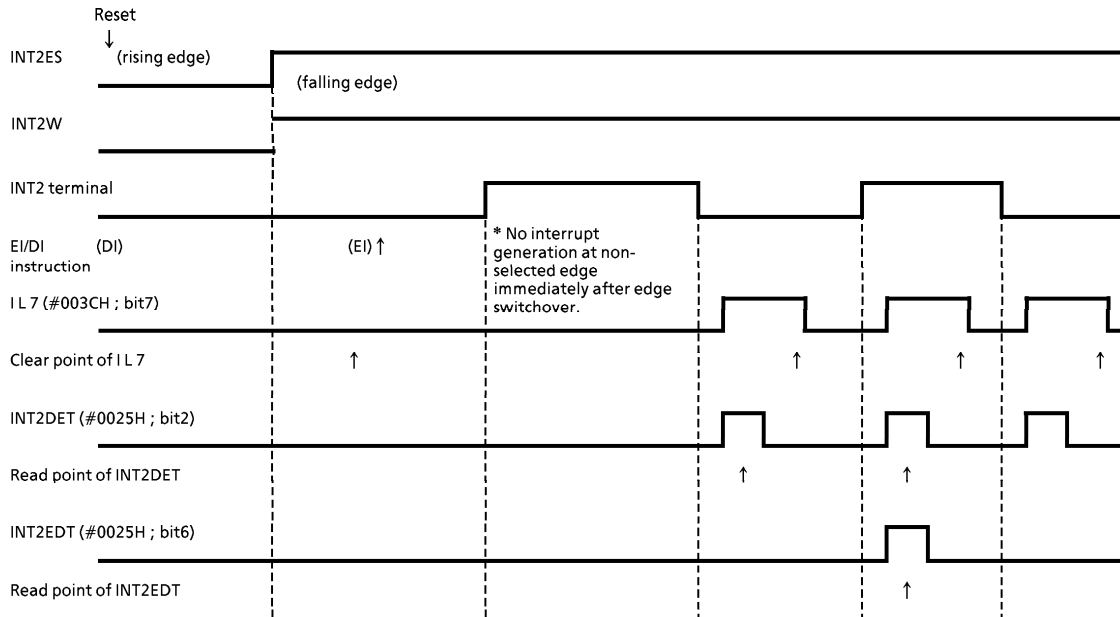 Reset
↓
INT2ES
(rising edge)
(falling edge)
INT2W
INT2 terminal
EI/DI
instruction
(DI)
(EI) ↑
* No interrupt
generation at non-
selected edge
immediately after edge
switchover.
I L 7 (#003CH ; bit7)
Clear point of I L 7
↑ ↑ ↑ ↑
INT2DET (#0025H ; bit2)
Read point of INT2DET
↑ ↑
INT2EDT (#0025H ; bit6)
Read point of INT2EDT
↑